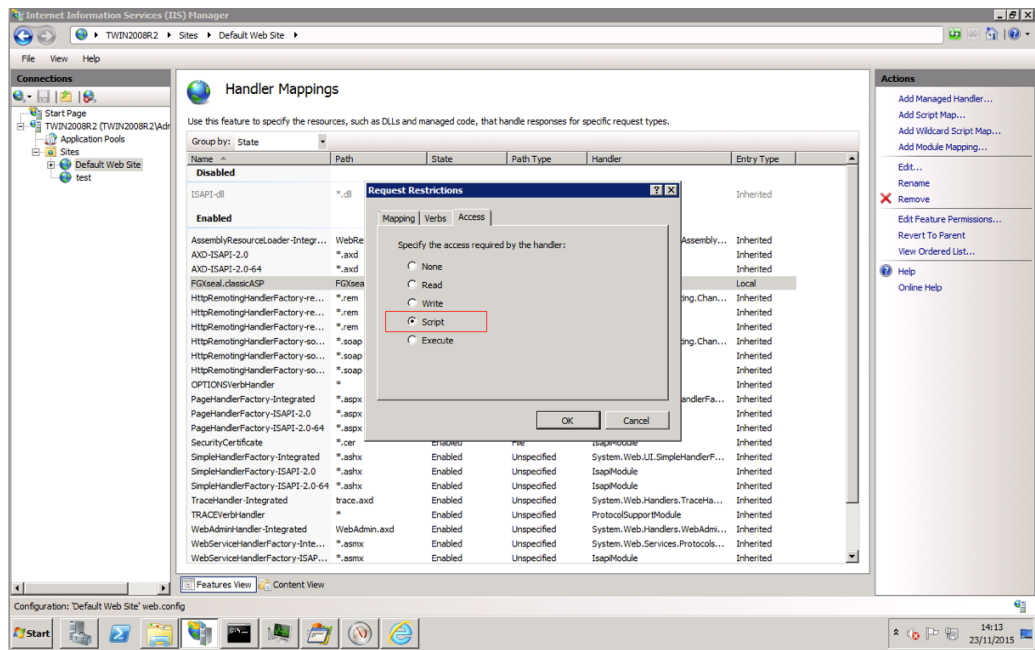 Internet Information Services (IIS) Manager
TWIN2008R2 Sites Default Web Site
File View Help
Connections
Start Page
TWIN2008R2 (TWIN2008R2\Adr
Application Pools
Sites
Default Web Site
test
Handler Mappings
Use this feature to specify the resources, such as DLLs and managed code, that handle responses for specific request types.
Group by: State
Name Path State Path Type Handler Entry Type
Disabled
ISAPI-dll *.dll Inherited
Enabled
AssemblyResourceLoader-Integr... WebRe Assembly... Inherited
AXD-ISAPI-2.0 *.axd Inherited
AXD-ISAPI-2.0-64 *.axd Inherited
FGXseal.classicASP FGXsea Local
HttpRemotingHandlerFactory-re... *.rem ing.Chan... Inherited
HttpRemotingHandlerFactory-re... *.rem Inherited
HttpRemotingHandlerFactory-re... *.rem Inherited
HttpRemotingHandlerFactory-so... *.soap ing.Chan... Inherited
HttpRemotingHandlerFactory-so... *.soap Inherited
HttpRemotingHandlerFactory-so... *.soap Inherited
OPTIONSVerbHandler * Inherited
PageHandlerFactory-Integrated *.aspx andlerFa... Inherited
PageHandlerFactory-ISAPI-2.0 *.aspx Inherited
PageHandlerFactory-ISAPI-2.0-64 *.aspx Inherited
SecurityCertificate *.cer Enabled File IsapiModule Inherited
SimpleHandlerFactory-Integrated *.ashx Enabled Unspecified System.Web.UI.SimpleHandlerF... Inherited
SimpleHandlerFactory-ISAPI-2.0 *.ashx Enabled Unspecified IsapiModule Inherited
SimpleHandlerFactory-ISAPI-2.0-64 *.ashx Enabled Unspecified IsapiModule Inherited
TraceHandler-Integrated trace.axd Enabled Unspecified System.Web.Handlers.TraceHa... Inherited
TRACEVerbHandler * Enabled Unspecified ProtocolSupportModule Inherited
WebAdminHandler-Integrated WebAdmin.axd Enabled Unspecified System.Web.Handlers.WebAdmi... Inherited
WebServiceHandlerFactory-Inte... *.asmx Enabled Unspecified System.Web.Services.Protocols... Inherited
WebServiceHandlerFactory-ISAP... *.asmx Enabled Unspecified IsapiModule Inherited
Request Restrictions
Mapping Verbs Access
Specify the access required by the handler:
None
Read
Write
Script
Execute
OK Cancel
Actions
Add Managed Handler...
Add Script Map...
Add Wildcard Script Map...
Add Module Mapping...
Edit...
Rename
Remove
Edit Feature Permissions...
Revert To Parent
View Ordered List...
Help
Online Help
Features View Content View
Configuration: 'Default Web Site' web.config
Start
14:13
23/11/2015